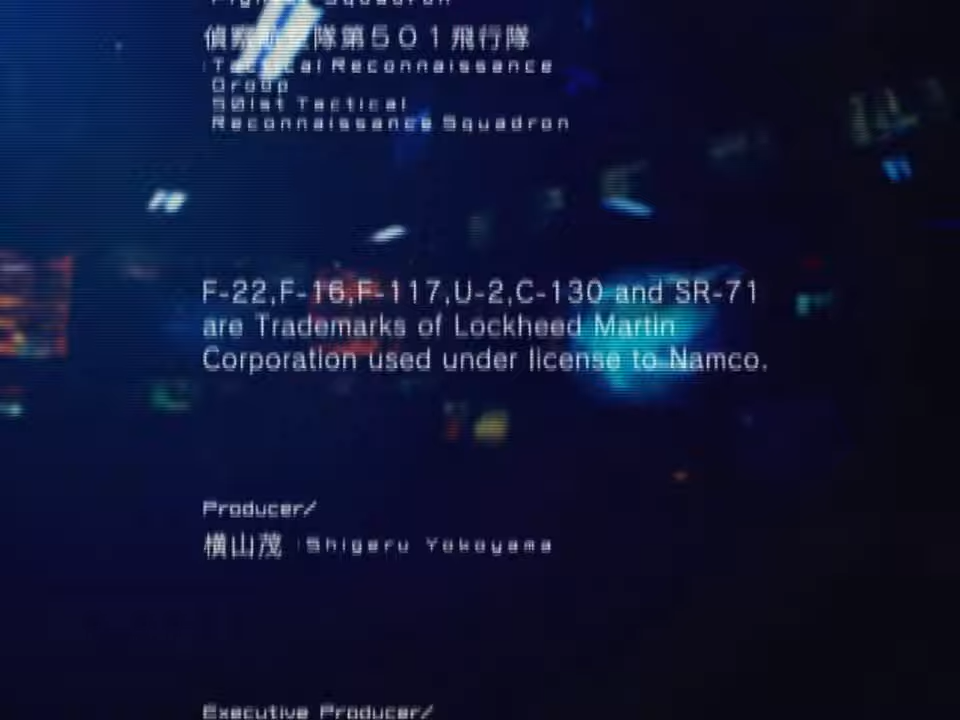 隊第５０１飛行隊
Reconnaissance
Group
501st Tactical
Reconnaissance Squadron
F-22,F-16,F-117,U-2,C-130 and SR-71
are Trademarks of Lockheed Martin
Corporation used under license to Namco.
Producer/
横山茂 Shigeru Yokoyama
Executive Producer/